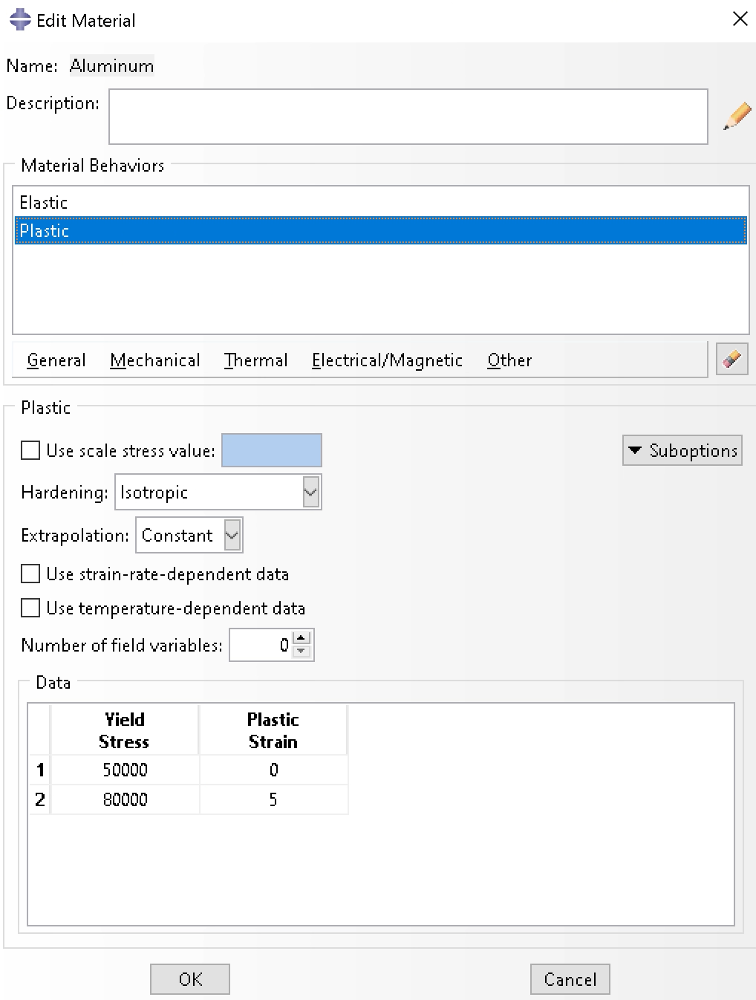 Edit Material
Name: Aluminum
Description:
Material Behaviors
Elastic
Plastic
General Mechanical Thermal Electrical/Magnetic Other
Plastic
Use scale stress value:
Suboptions
Hardening: Isotropic
Extrapolation: Constant
Use strain-rate-dependent data
Use temperature-dependent data
Number of field variables: 0
Data
Yield Stress Plastic Strain
1 50000 0
2 80000 5
OK Cancel